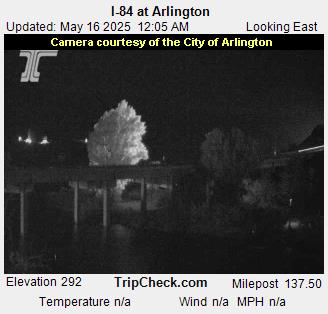 I-84 at Arlington
Updated: May 16 2025 12:05 AM Looking East
Camera courtesy of the City of Arlington
Elevation 292 TripCheck.com Milepost 137.50
Temperature n/a Wind n/a MPH n/a